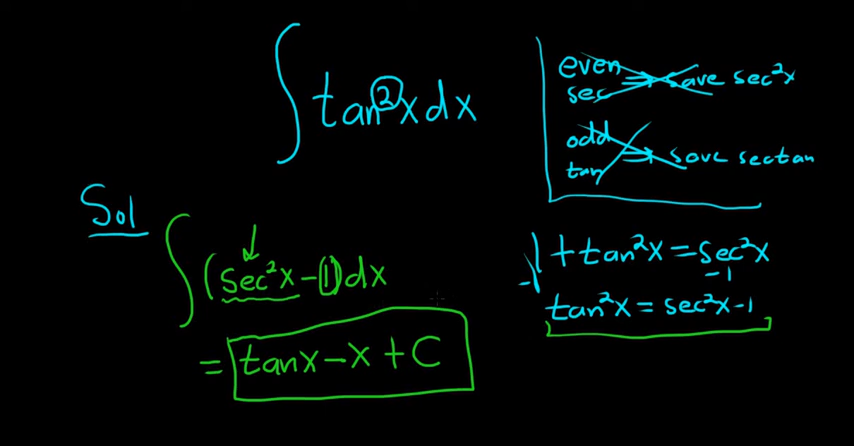 ∫ tan²x dx
even sec ⇒ save sec²x
odd tan ⇒ save sectan
Sol
1 + tan²x = sec²x
-1 -1
tan²x = sec²x - 1
∫ (sec²x - 1) dx
= tanx - x + C